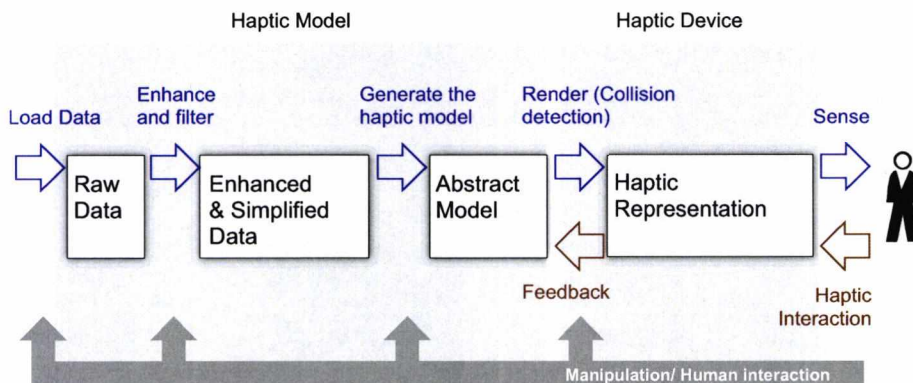 Haptic Model
Haptic Device
Load Data
Enhance
and filter
Generate the
haptic model
Render (Collision
detection)
Sense
Raw
Data
Enhanced
& Simplified
Data
Abstract
Model
Haptic
Representation
Feedback
Haptic
Interaction
Manipulation/ Human interaction